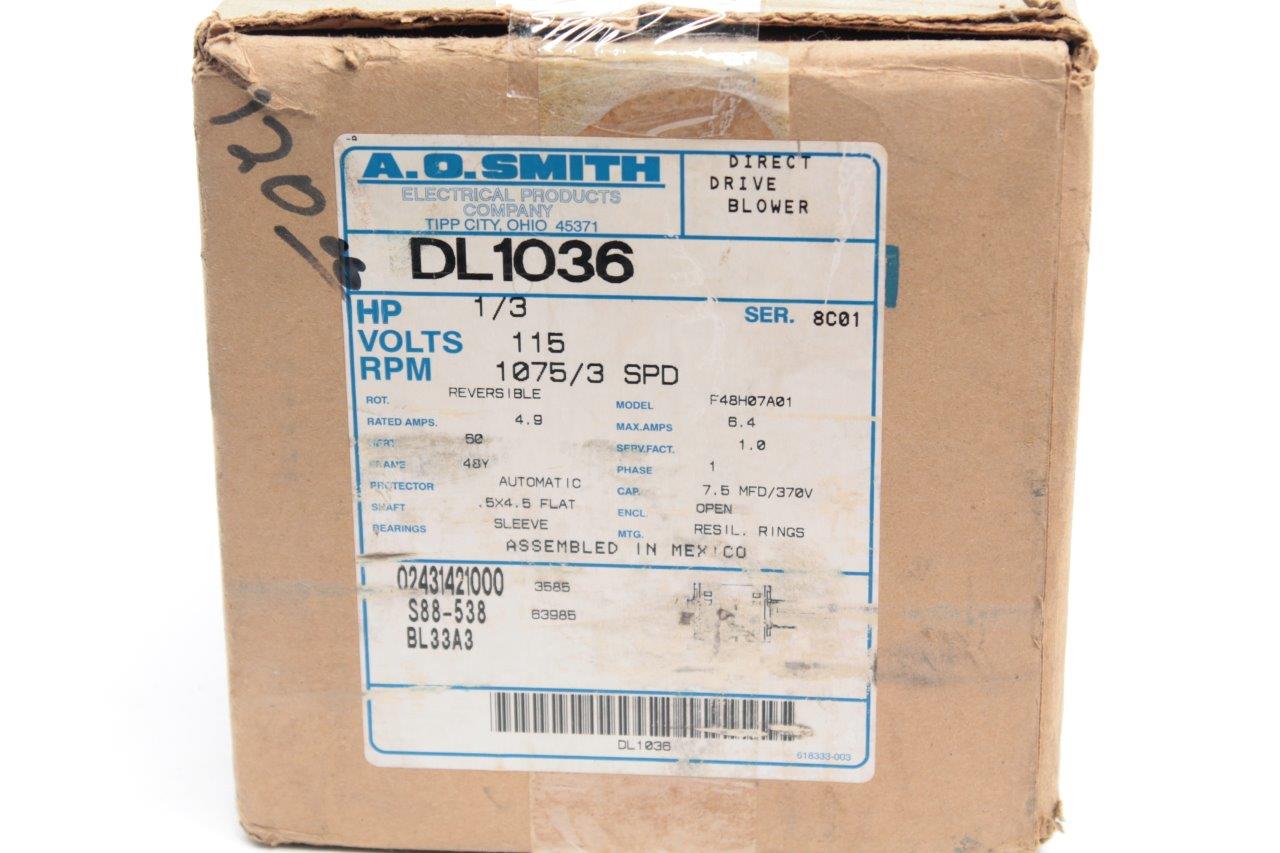 A.O.SMITH
ELECTRICAL PRODUCTS
COMPANY
TIPP CITY, OHIO 45371
DIRECT
DRIVE
BLOWER
DL1036
HP 1/3
SER. 8C01
VOLTS 115
RPM 1075/3 SPD
ROT. REVERSIBLE
MODEL F48H07A01
RATED AMPS. 4.9
MAX.AMPS 6.4
HERTZ 60
SERV.FACT. 1.0
FRAME 48Y
PHASE 1
PROTECTOR AUTOMATIC
CAP. 7.5 MFD/370V
SHAFT .5X4.5 FLAT
ENCL. OPEN
BEARINGS SLEEVE
MTG. RESIL. RINGS
ASSEMBLED IN MEXICO
02431421000 3585
S88-538 63985
BL33A3
DL1036
618333-003